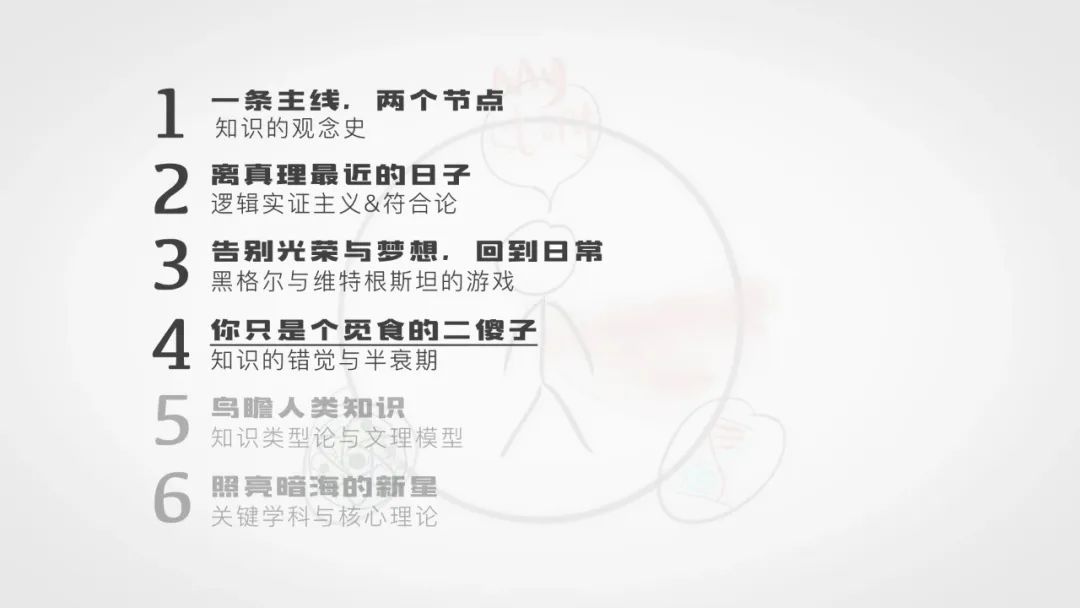 1
一条主线，两个节点
知识的观念史
2
离真理最近的日子
逻辑实证主义&符合论
3
告别光荣与梦想，回到日常
黑格尔与维特根斯坦的游戏
4
你只是个觅食的二傻子
知识的错觉与半衰期
5
鸟瞻人类知识
知识类型论与文理模型
6
照亮暗海的新星
关键学科与核心理论